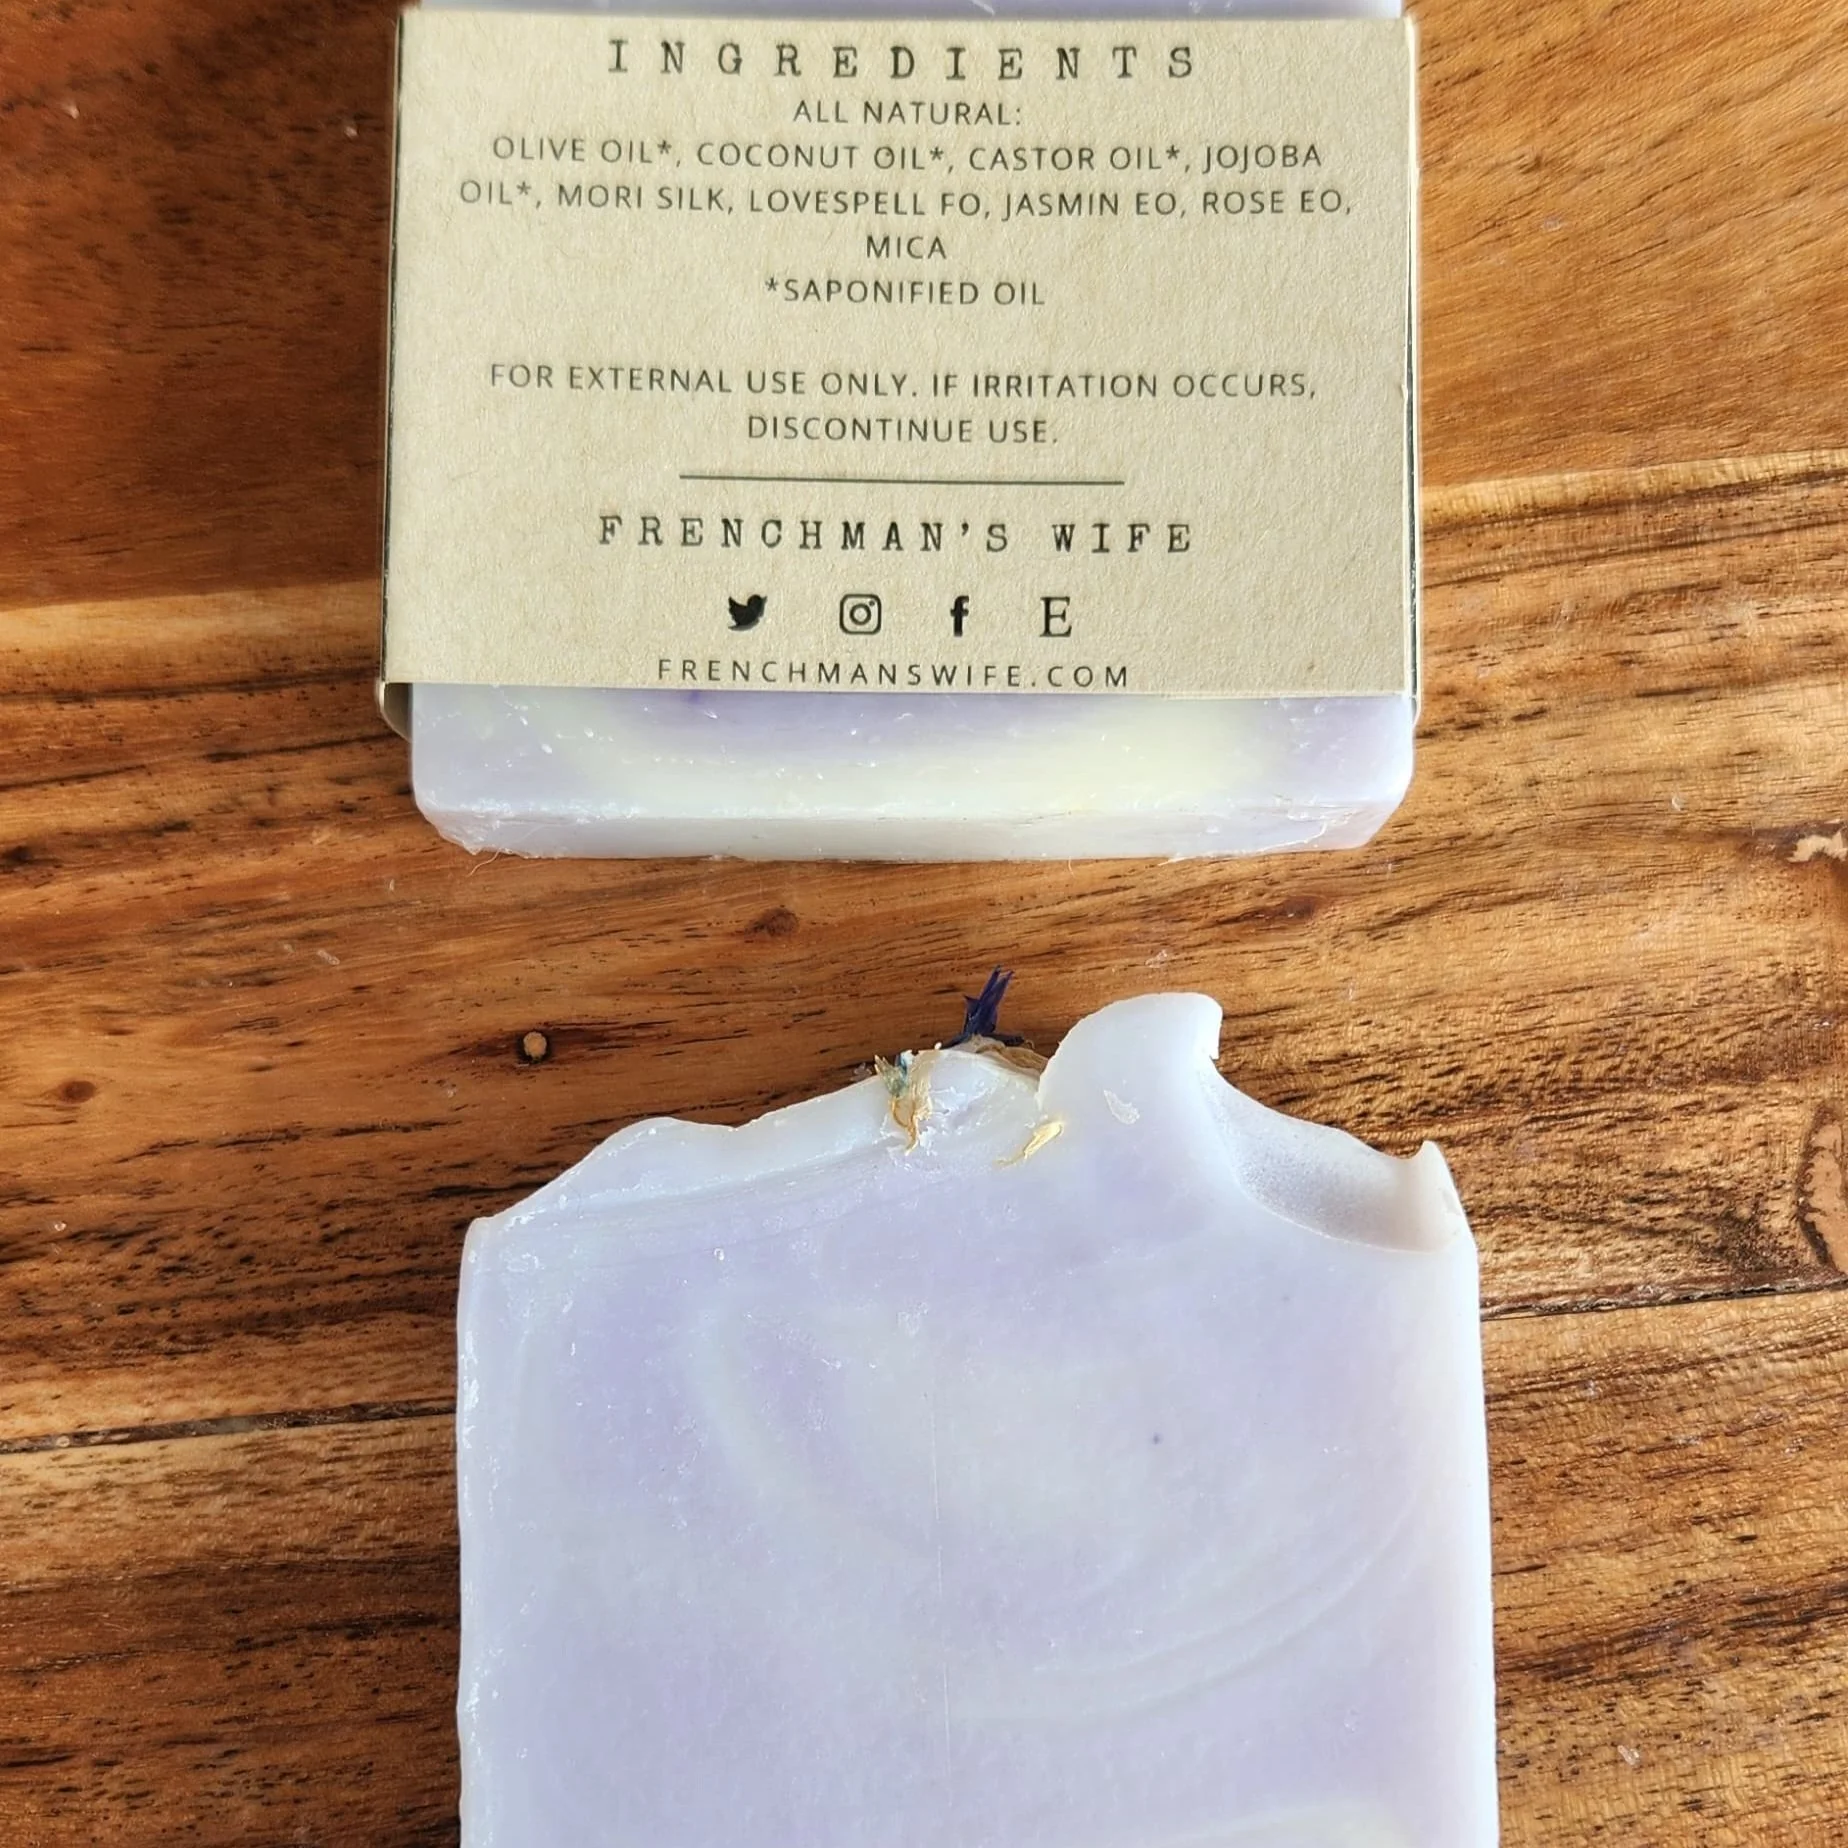 INGREDIENTS
ALL NATURAL:
OLIVE OIL*, COCONUT OIL*, CASTOR OIL*, JOJOBA
OIL*, MORI SILK, LOVESPELL FO, JASMIN EO, ROSE EO,
MICA
*SAPONIFIED OIL
FOR EXTERNAL USE ONLY. IF IRRITATION OCCURS,
DISCONTINUE USE.
FRENCHMAN'S WIFE
E
FRENCHMANSWIFE.COM